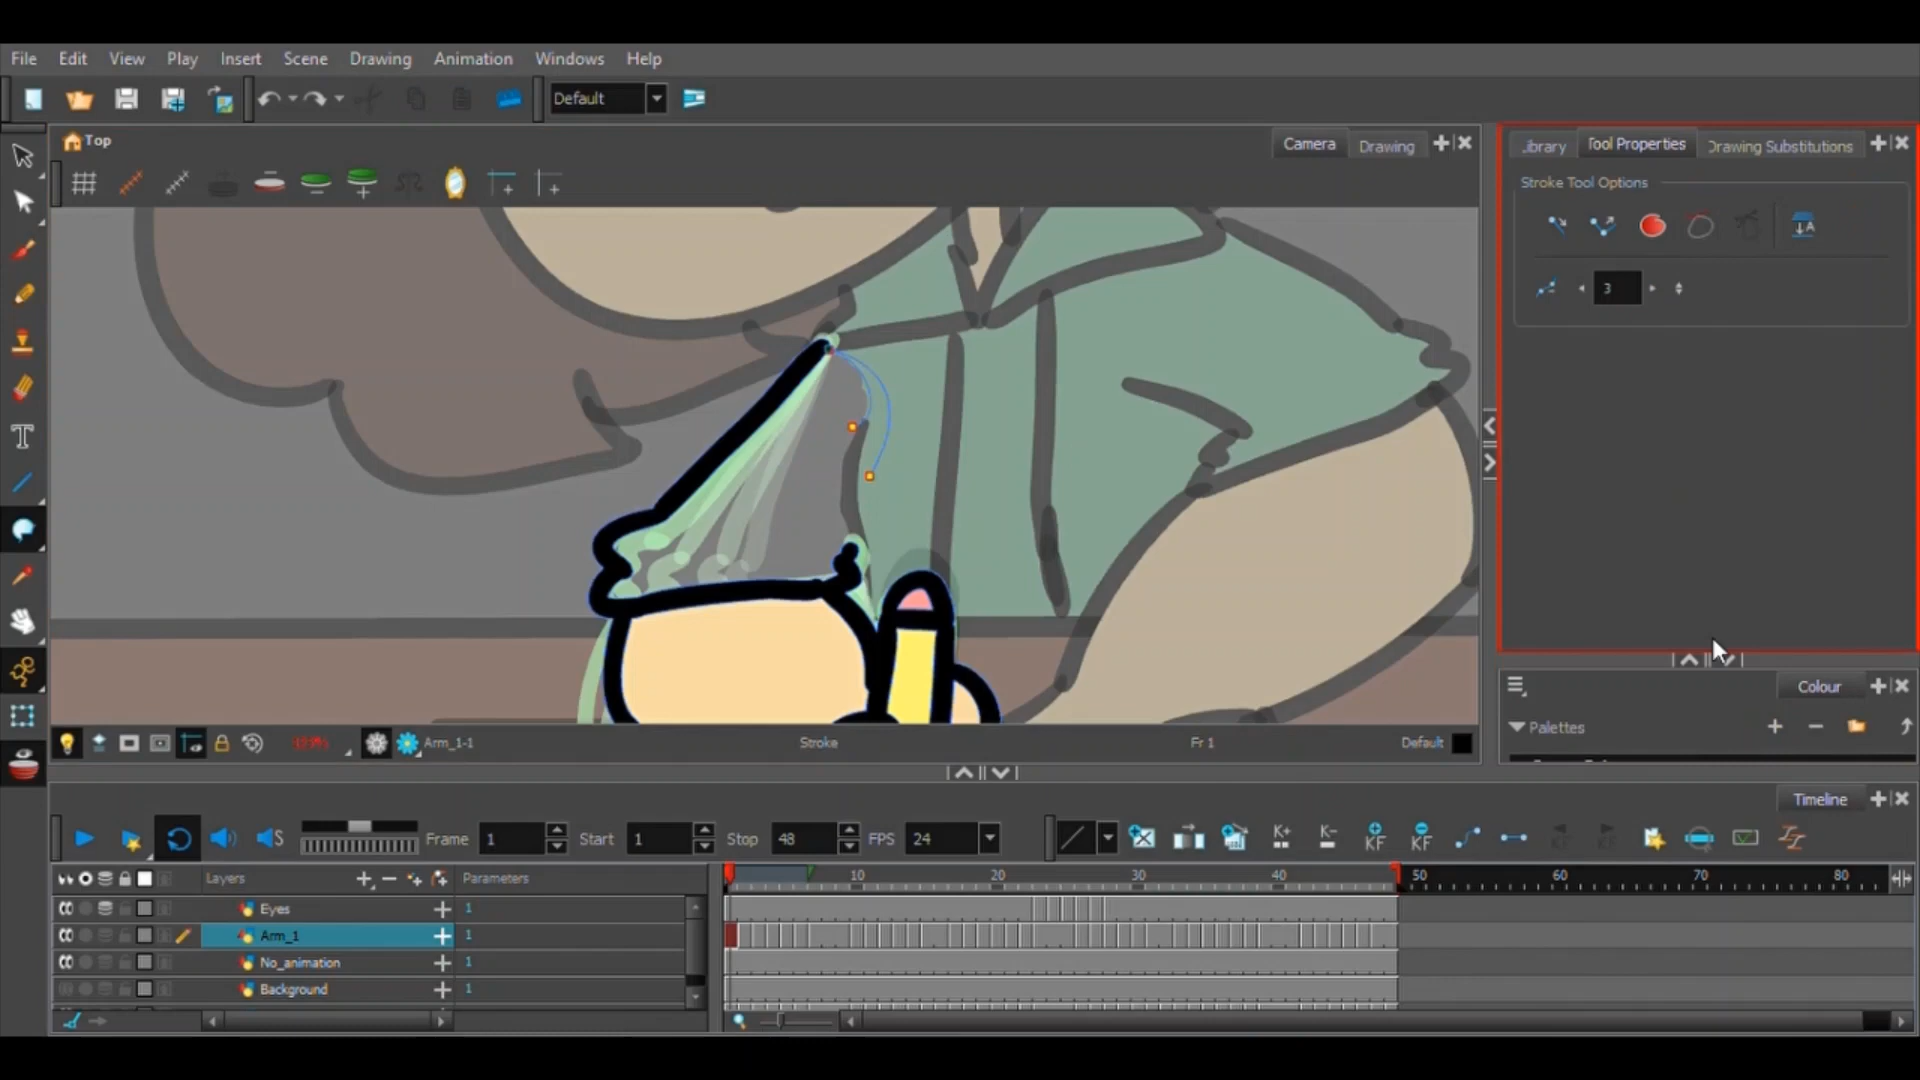 File Edit View Play Insert Scene Drawing Animation Windows Help
Default
Top
Camera Drawing
Library Tool Properties Drawing Substitutions
Stroke Tool Options
3
Arm_1-1 Stroke Fr 1 Default
Colour
Palettes
Timeline
Frame 1 Start 1 Stop 48 FPS 24
K+ K- KF KF
Layers Parameters
10 20 30 40 50 60 70 80
Eyes 1
Arm_1 1
No_animation 1
Background 1